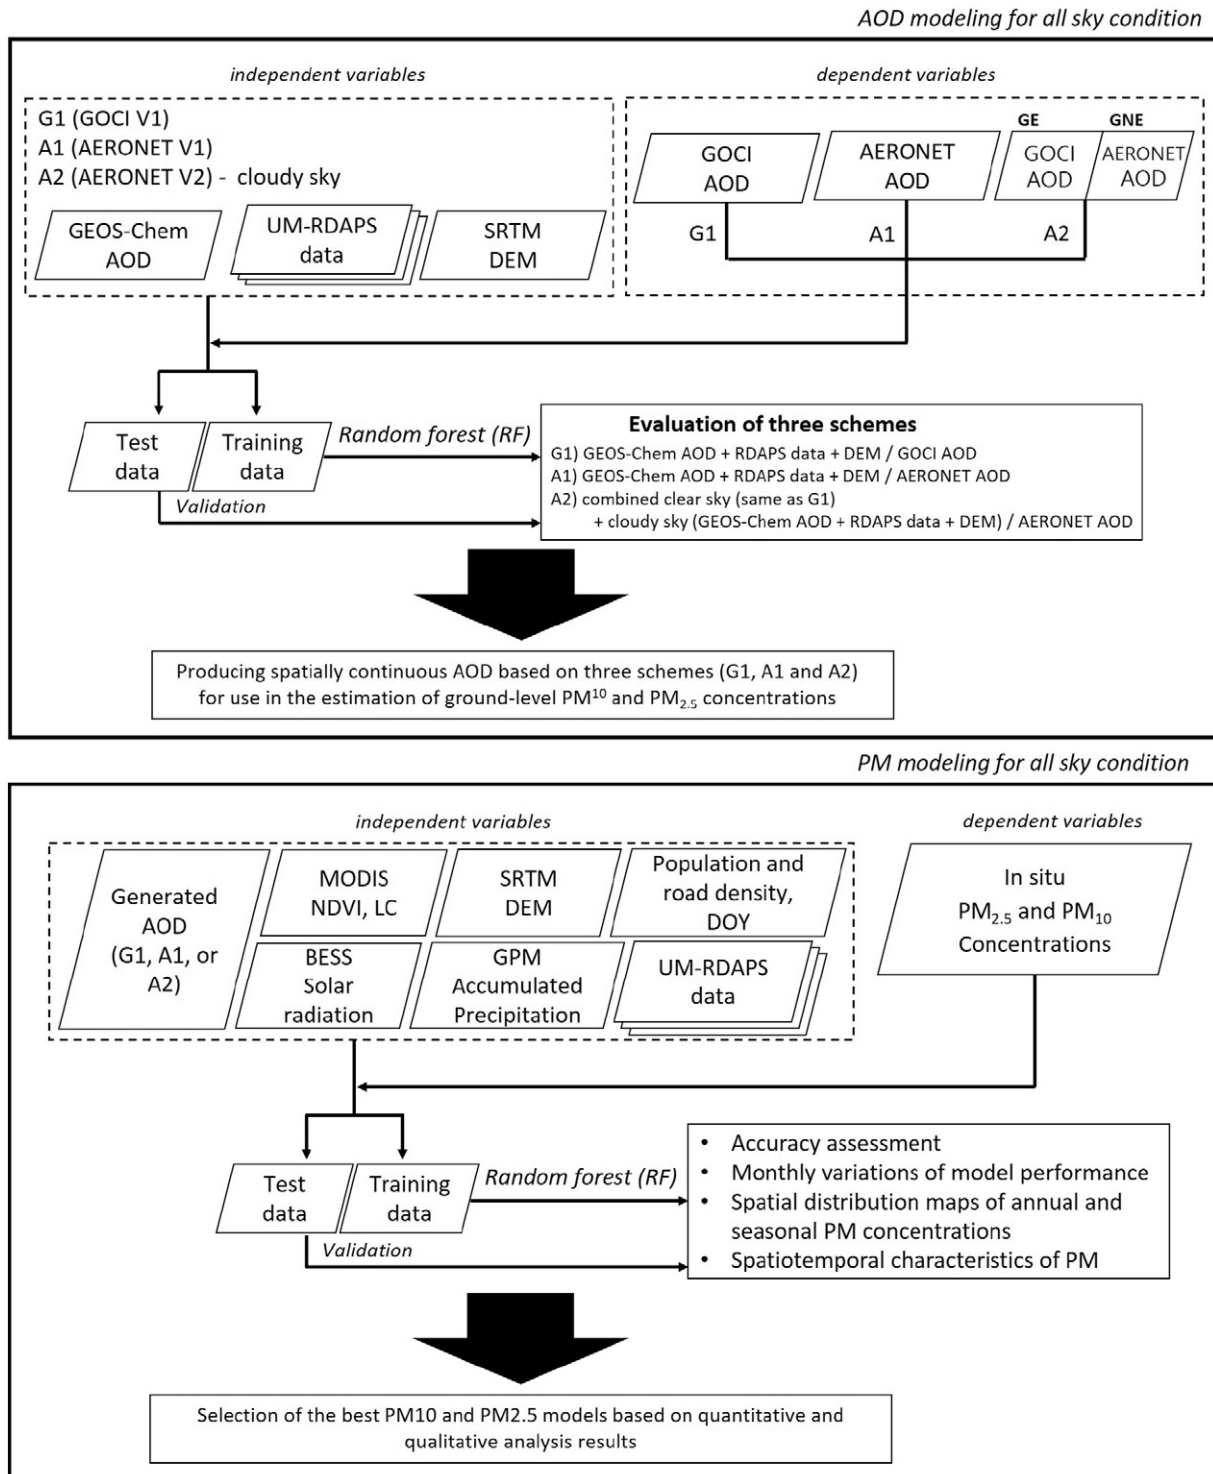 AOD modeling for all sky condition
independent variables
dependent variables
G1 (GOCI V1)
A1 (AERONET V1)
A2 (AERONET V2) - cloudy sky
GEOS-Chem
AOD
UM-RDAPS
data
SRTM
DEM
GE
GNE
GOCI
AOD
AERONET
AOD
GOCI
AOD
AERONET
AOD
G1
A1
A2
Test
data
Training
data
Random forest (RF)
Validation
Evaluation of three schemes
G1) GEOS-Chem AOD + RDAPS data + DEM / GOCI AOD
A1) GEOS-Chem AOD + RDAPS data + DEM / AERONET AOD
A2) combined clear sky (same as G1)
+ cloudy sky (GEOS-Chem AOD + RDAPS data + DEM) / AERONET AOD
Producing spatially continuous AOD based on three schemes (G1, A1 and A2)
for use in the estimation of ground-level PM¹⁰ and PM₂.₅ concentrations
PM modeling for all sky condition
independent variables
dependent variables
Generated
AOD
(G1, A1, or
A2)
MODIS
NDVI, LC
SRTM
DEM
Population and
road density,
DOY
BESS
Solar
radiation
GPM
Accumulated
Precipitation
UM-RDAPS
data
In situ
PM₂.₅ and PM₁₀
Concentrations
Test
data
Training
data
Random forest (RF)
Validation
• Accuracy assessment
• Monthly variations of model performance
• Spatial distribution maps of annual and
seasonal PM concentrations
• Spatiotemporal characteristics of PM
Selection of the best PM10 and PM2.5 models based on quantitative and
qualitative analysis results